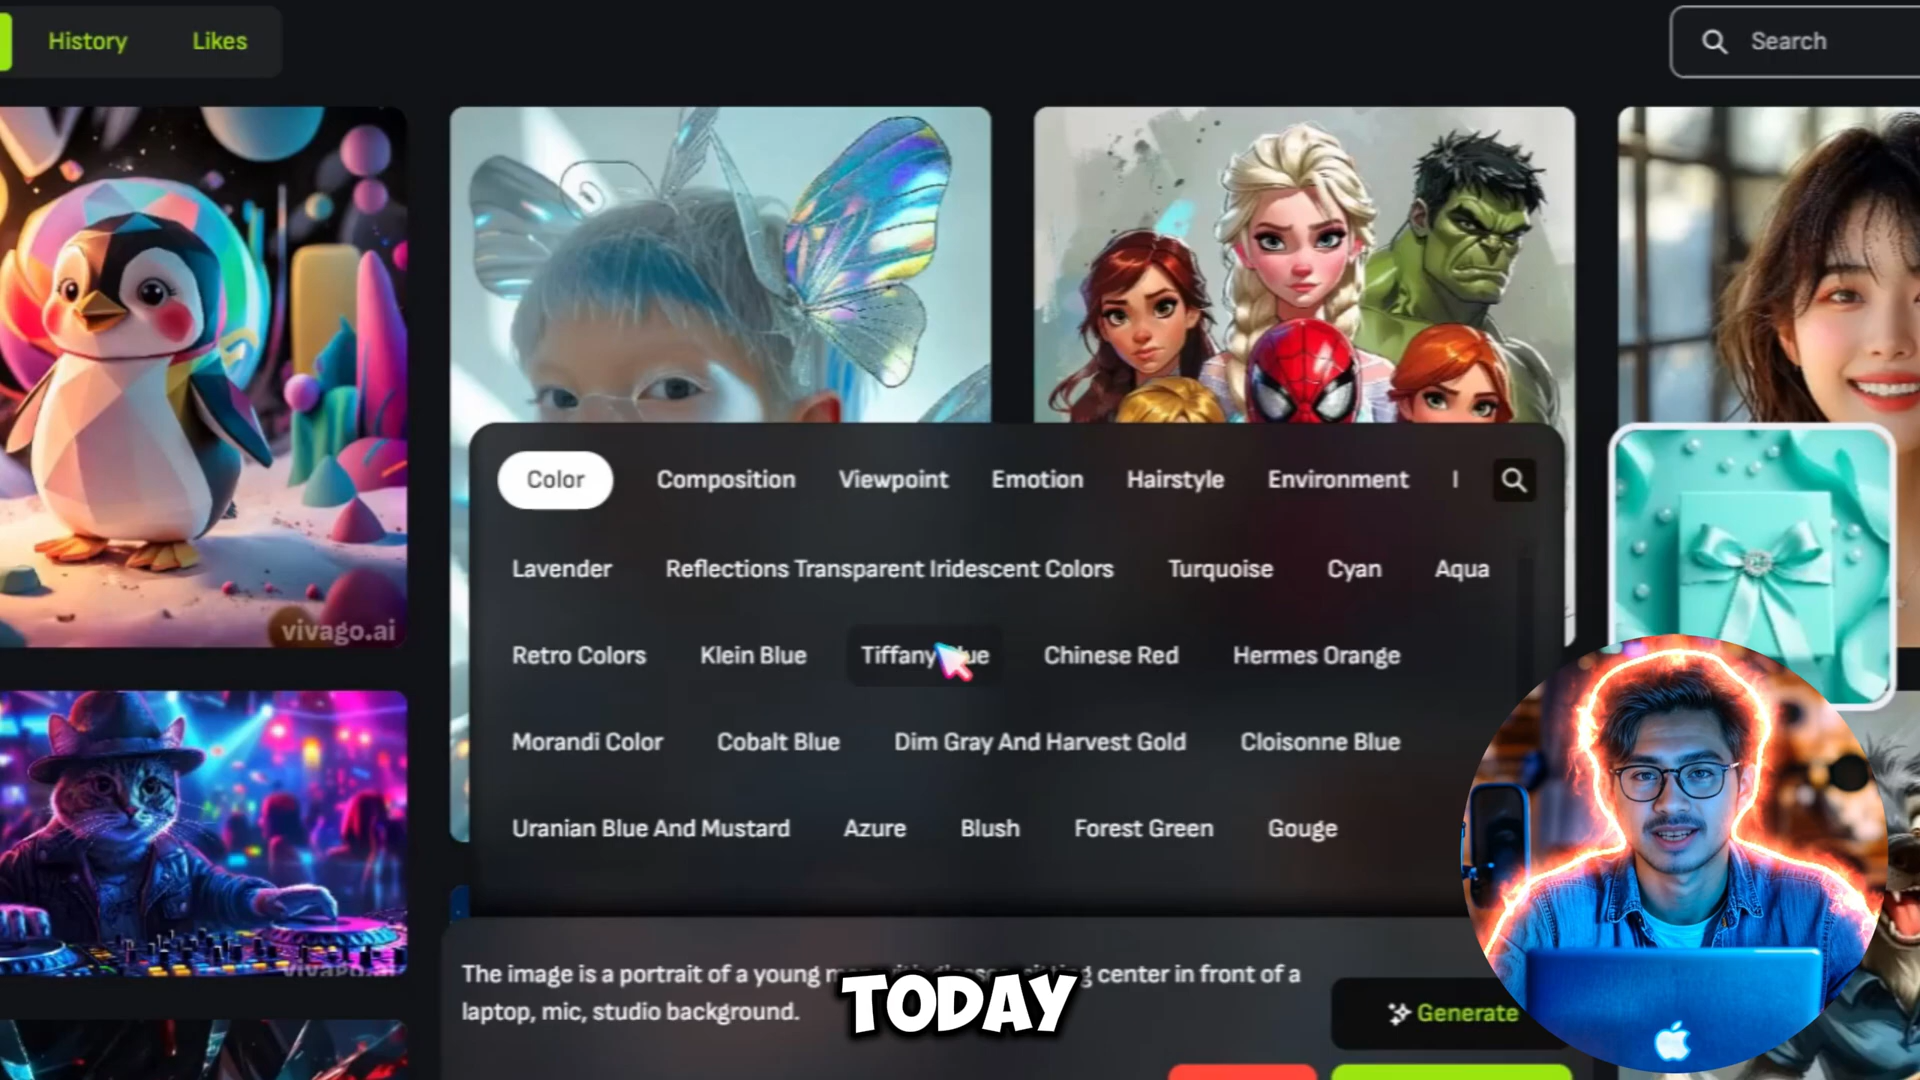 History Likes
Search
vivago.ai
Color Composition Viewpoint Emotion Hairstyle Environment
Lavender Reflections Transparent Iridescent Colors Turquoise Cyan Aqua
Retro Colors Klein Blue Tiffany Chinese Red Hermes Orange
Morandi Color Cobalt Blue Dim Gray And Harvest Gold Cloisonne Blue
Uranian Blue And Mustard Azure Blush Forest Green Gouge
vivago.ai
The image is a portrait of a young center in front of a
laptop, mic, studio background.
TODAY
Generate